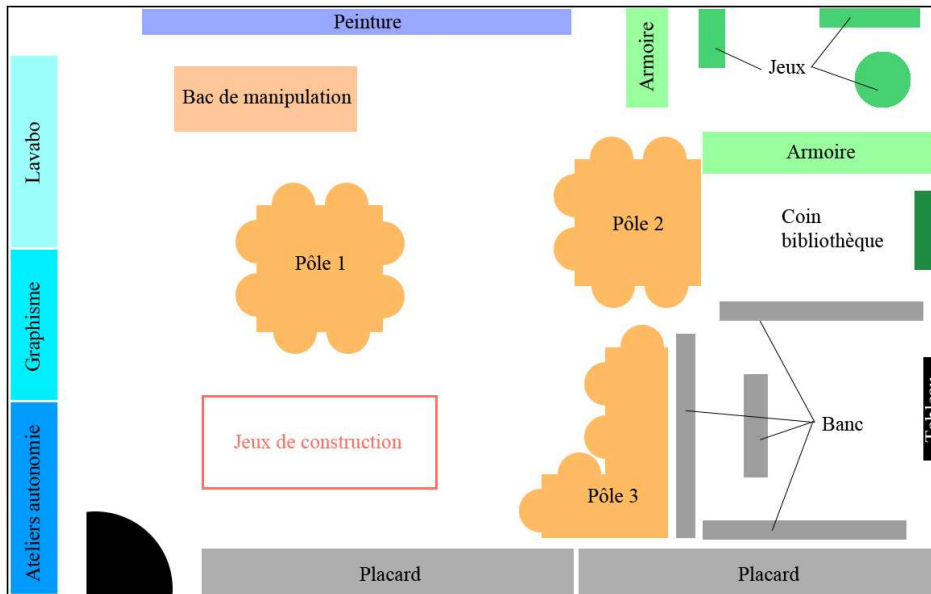 Peinture
Jeux
Armoire
Bac de manipulation
Lavabo
Armoire
Coin
bibliothèque
Pôle 2
Pôle 1
Graphisme
Tableau
Banc
Jeux de construction
Pôle 3
Ateliers autonomie
Placard
Placard